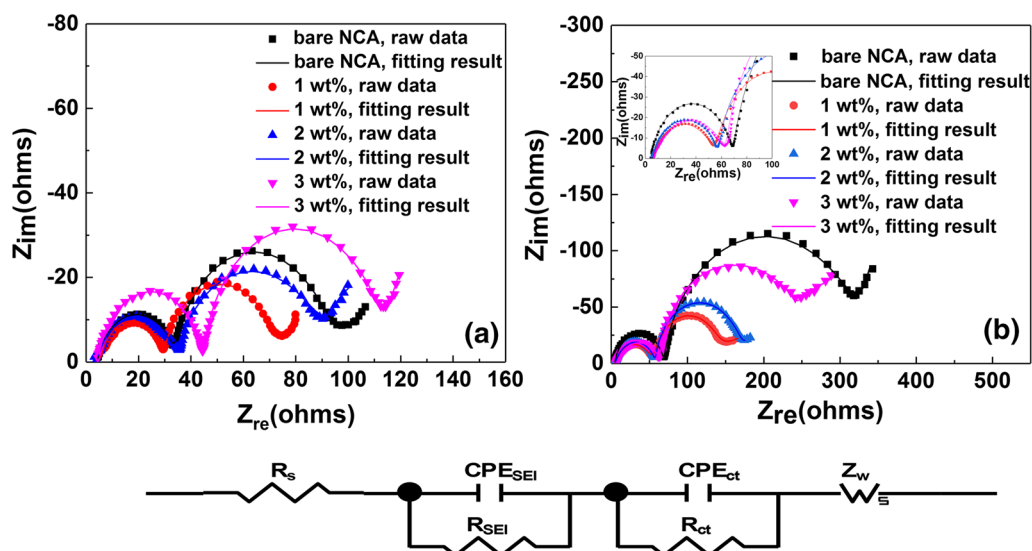 -80
-60
-40
-20
0
0 20 40 60 80 100 120 140 160
Zim(ohms)
Zre(ohms)
bare NCA, raw data
bare NCA, fitting result
1 wt%, raw data
1 wt%, fitting result
2 wt%, raw data
2 wt%, fitting result
3 wt%, raw data
3 wt%, fitting result
(a)
-300
-250
-200
-150
-100
-50
0
0 100 200 300 400 500
Zim(ohms)
Zre(ohms)
-50
-40
-30
-20
-10
0
0 20 40 60 80 100
Zim(ohms)
Zre(ohms)
bare NCA, raw data
bare NCA, fitting result
1 wt%, raw data
1 wt%, fitting result
2 wt%, raw data
2 wt%, fitting result
3 wt%, raw data
3 wt%, fitting result
(b)
Rs
CPESEI
RSEI
CPEct
Rct
Zw
s